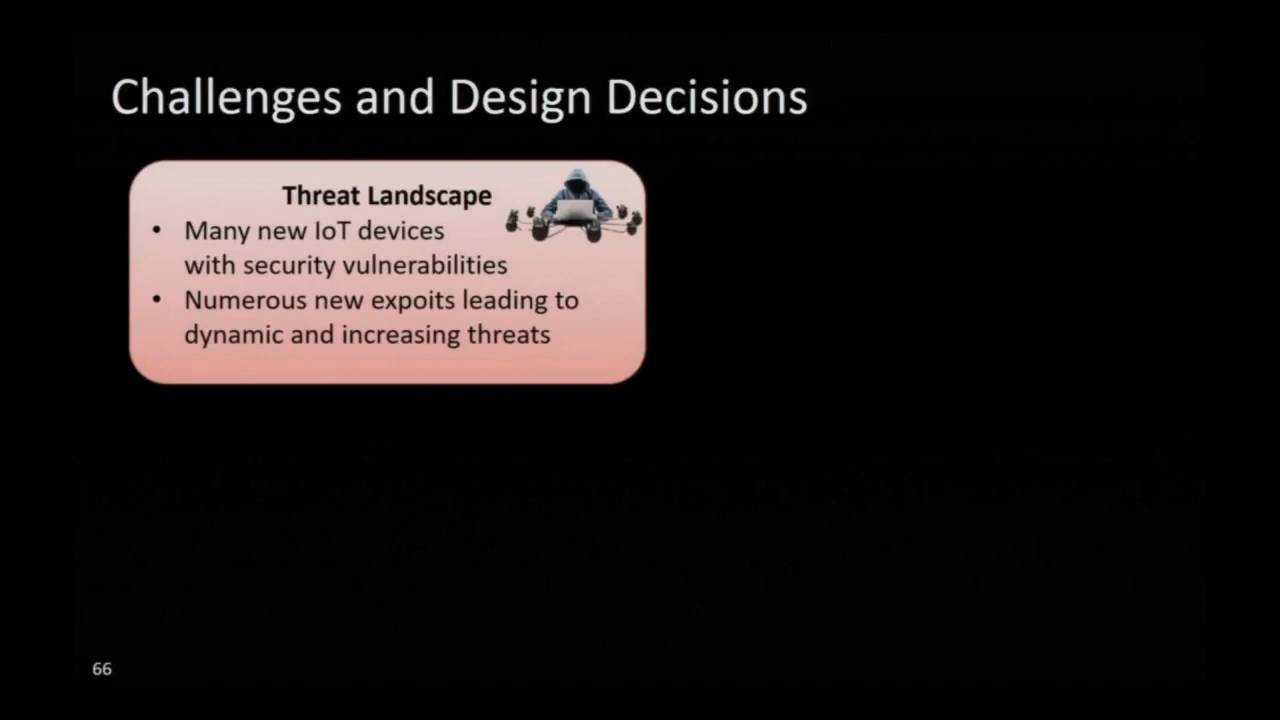 Challenges and Design Decisions
Threat Landscape
• Many new IoT devices
with security vulnerabilities
• Numerous new expoits leading to
dynamic and increasing threats
66